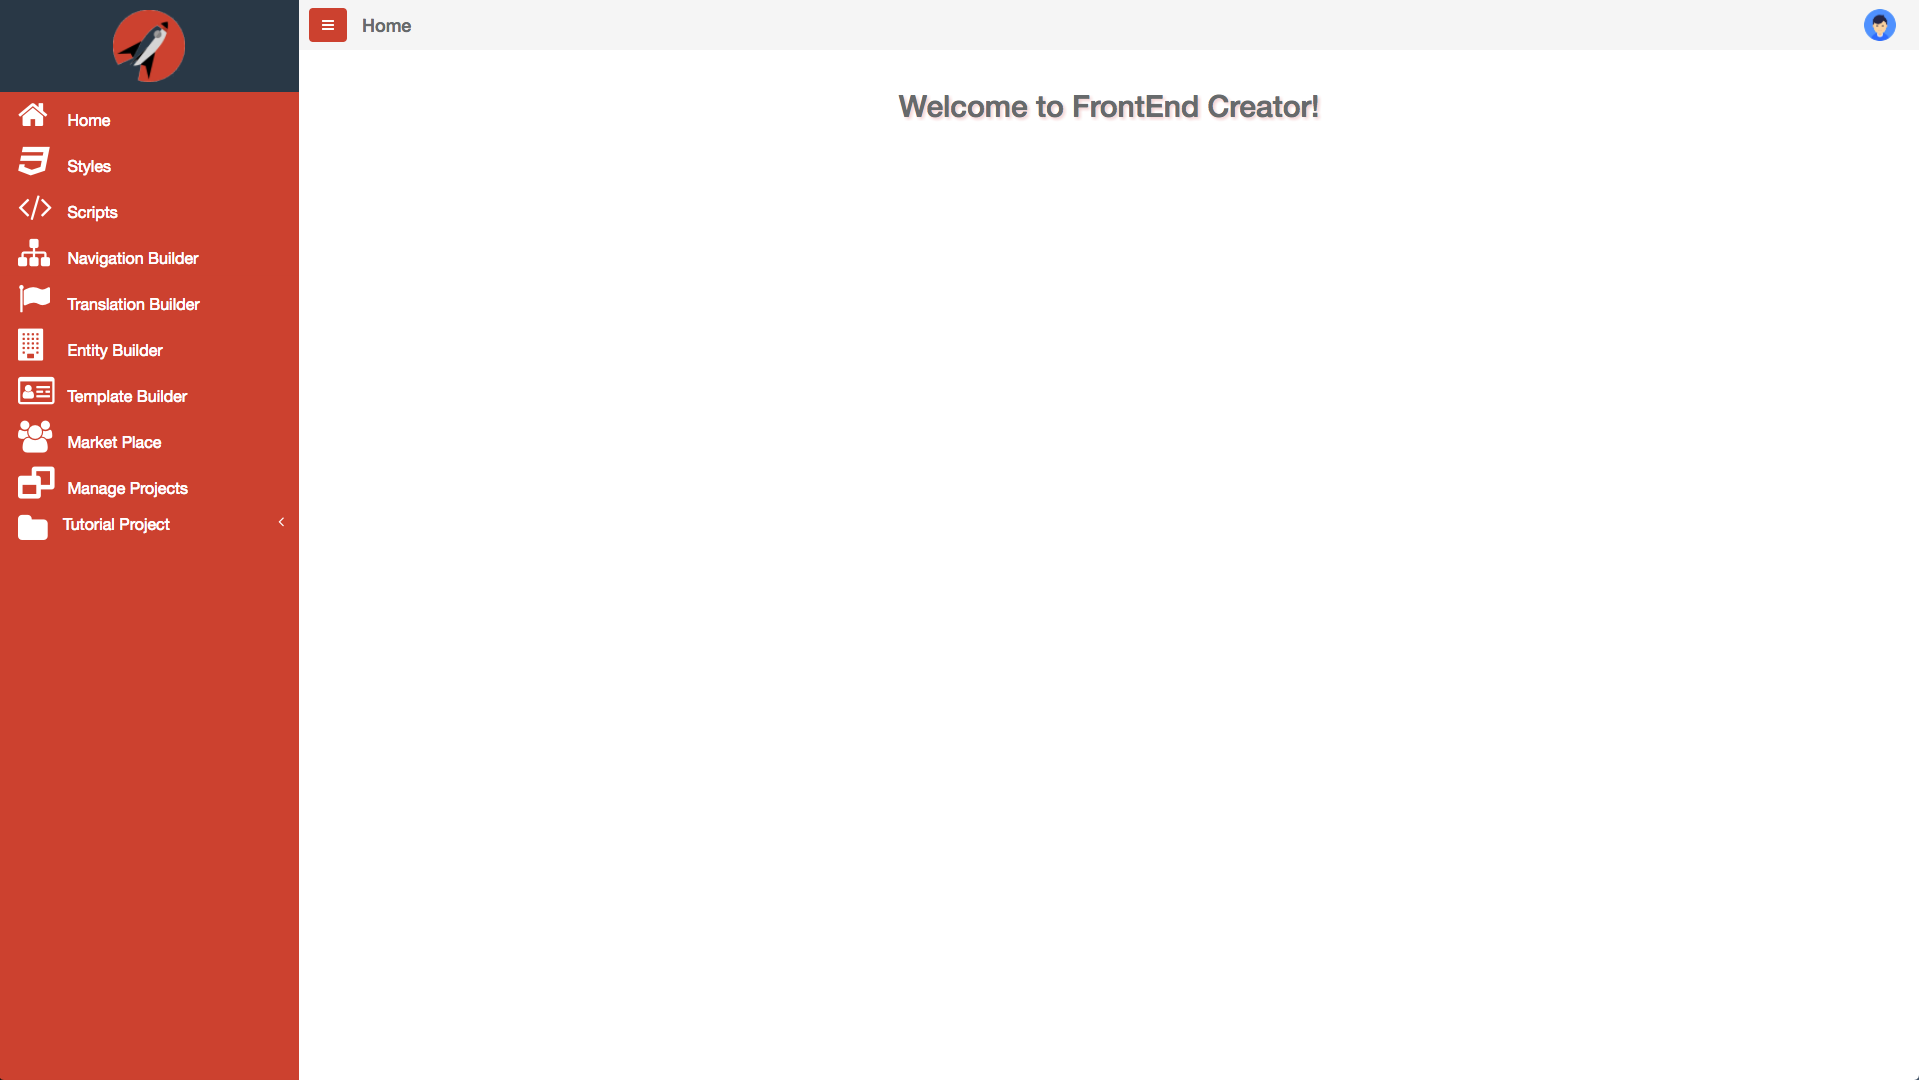 Home
Welcome to FrontEnd Creator!
Home
Styles
Scripts
Navigation Builder
Translation Builder
Entity Builder
Template Builder
Market Place
Manage Projects
Tutorial Project